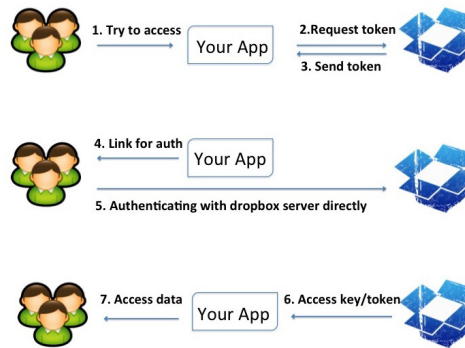 1. Try to access
Your App
2.Request token
3. Send token
4. Link for auth
Your App
5. Authenticating with dropbox server directly
7. Access data
Your App
6. Access key/token